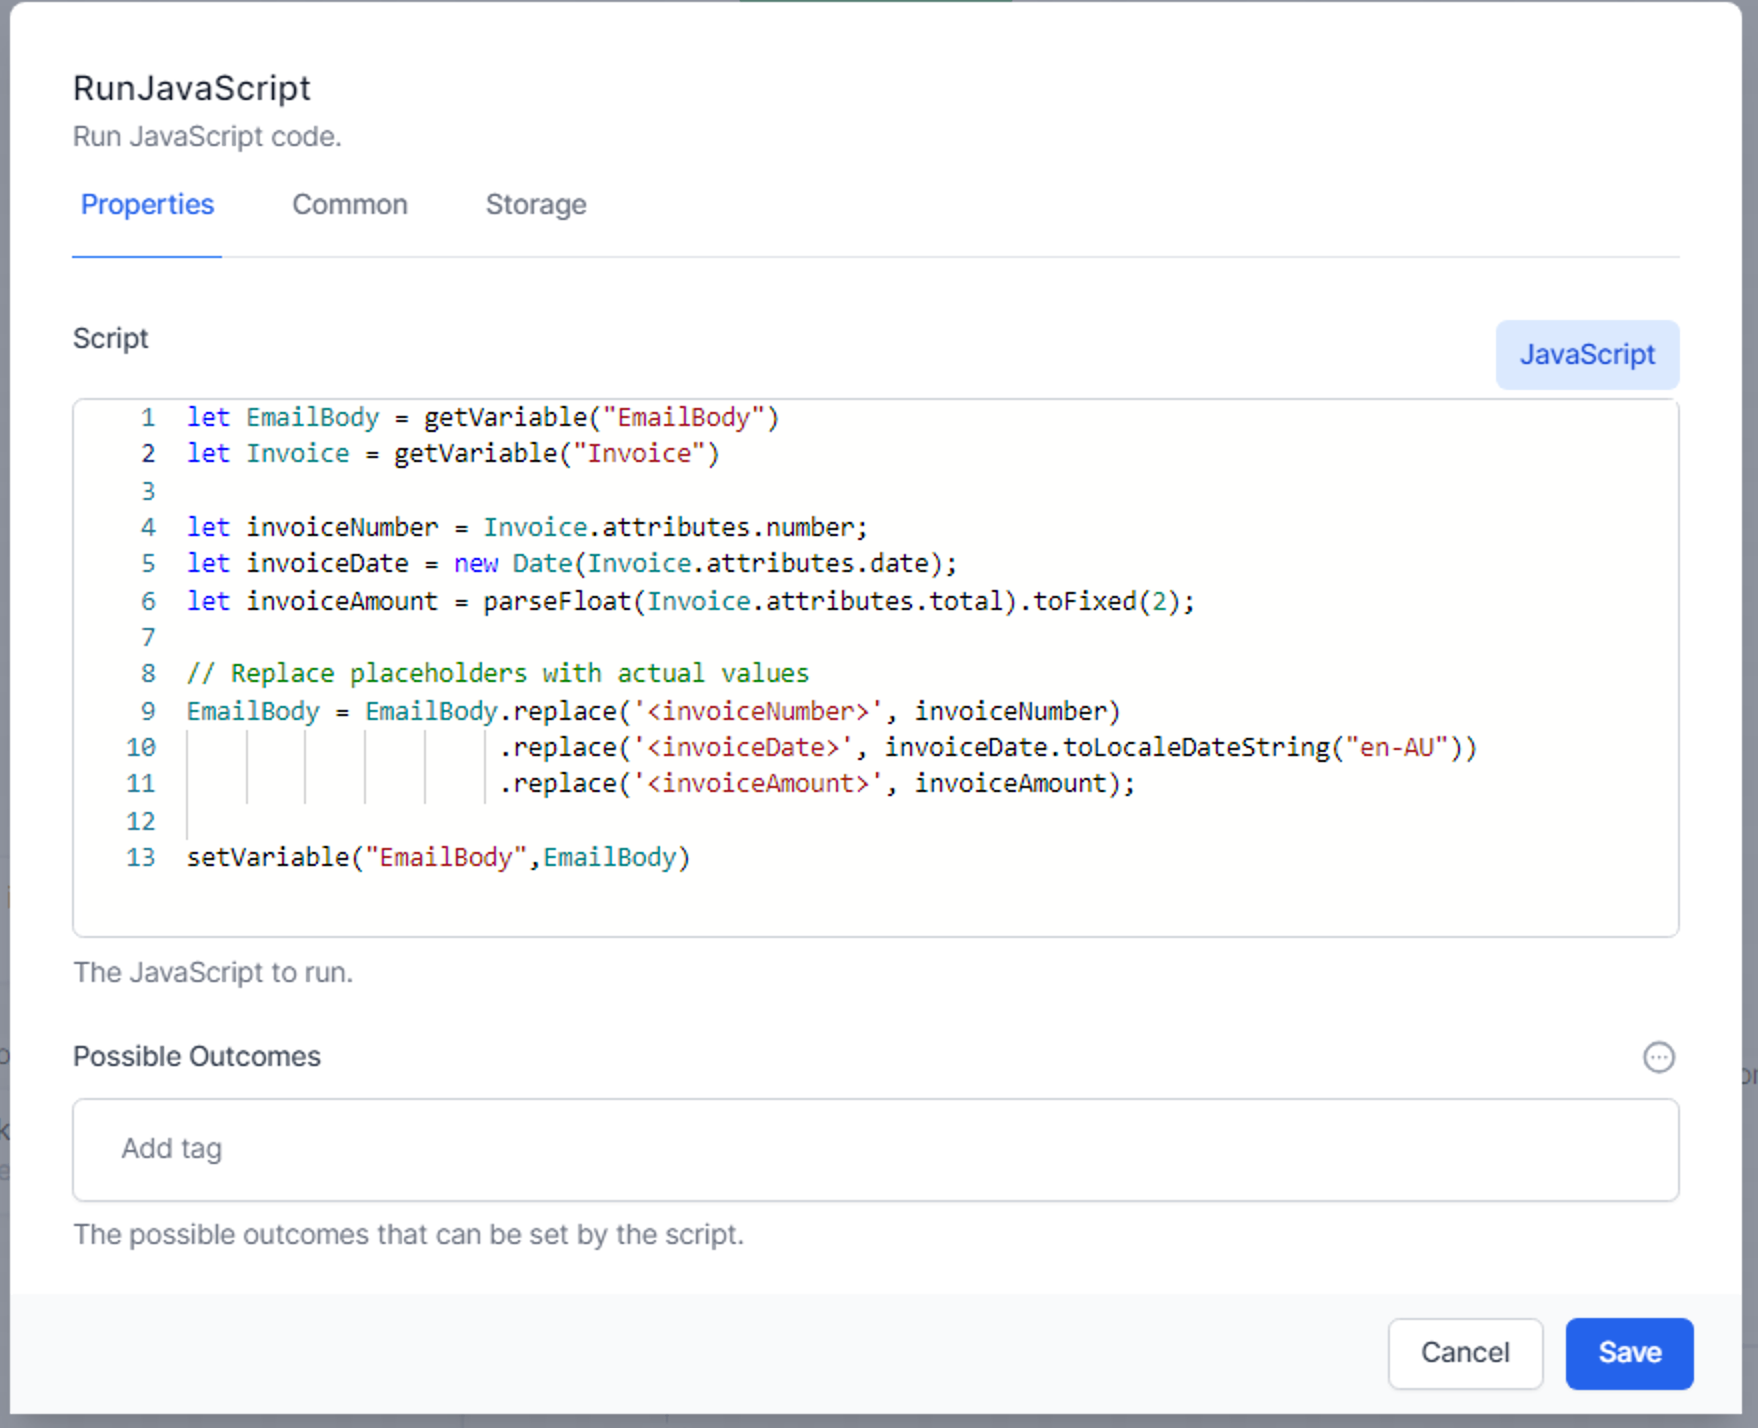 RunJavaScript
Run JavaScript code.
Properties Common Storage
Script
JavaScript
1 let EmailBody = getVariable("EmailBody")
2 let Invoice = getVariable("Invoice")
3
4 let invoiceNumber = Invoice.attributes.number;
5 let invoiceDate = new Date(Invoice.attributes.date);
6 let invoiceAmount = parseFloat(Invoice.attributes.total).toFixed(2);
7
8 // Replace placeholders with actual values
9 EmailBody = EmailBody.replace('<invoiceNumber>', invoiceNumber)
10 .replace('<invoiceDate>', invoiceDate.toLocaleDateString("en-AU"))
11 .replace('<invoiceAmount>', invoiceAmount);
12
13 setVariable("EmailBody",EmailBody)
The JavaScript to run.
Possible Outcomes
Add tag
The possible outcomes that can be set by the script.
Cancel Save